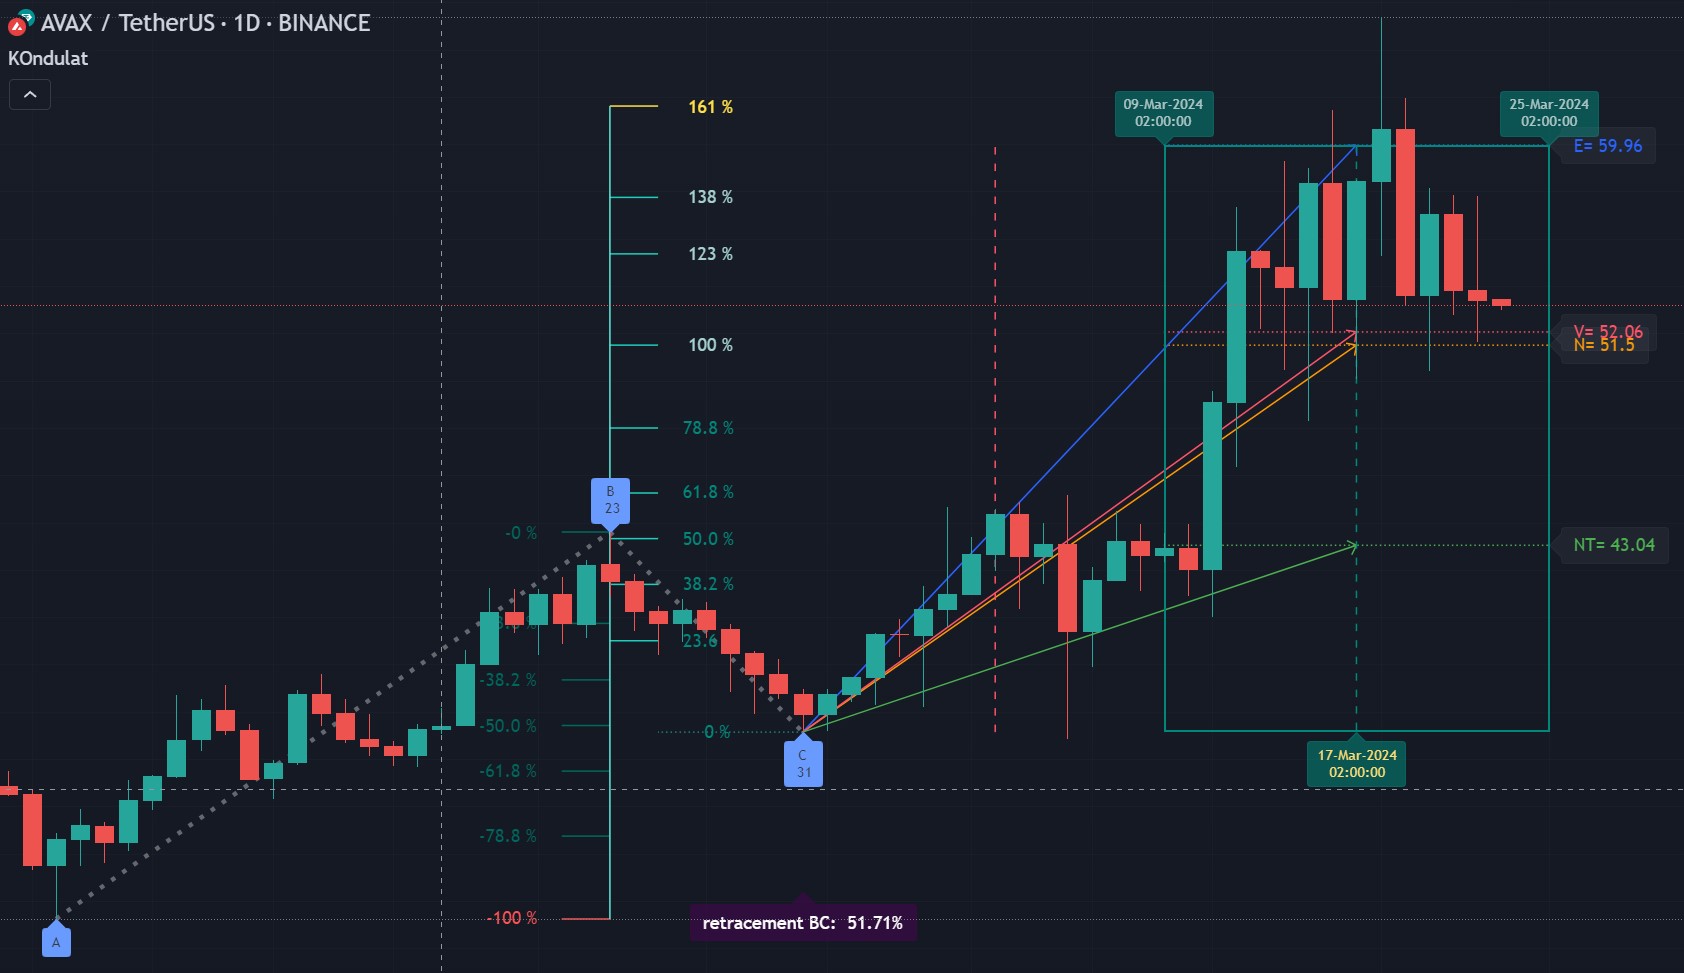 AVAX / TetherUS · 1D · BINANCE
KOndulat
161 %
138 %
123 %
100 %
78.8 %
61.8 %
50.0 %
38.2 %
23.6
0 %
-0 %
-38.2 %
-50.0 %
-61.8 %
-78.8 %
-100 %
A
B
23
C
31
retracement BC: 51.71%
09-Mar-2024
02:00:00
25-Mar-2024
02:00:00
17-Mar-2024
02:00:00
E= 59.96
V= 52.06
N= 51.5
NT= 43.04